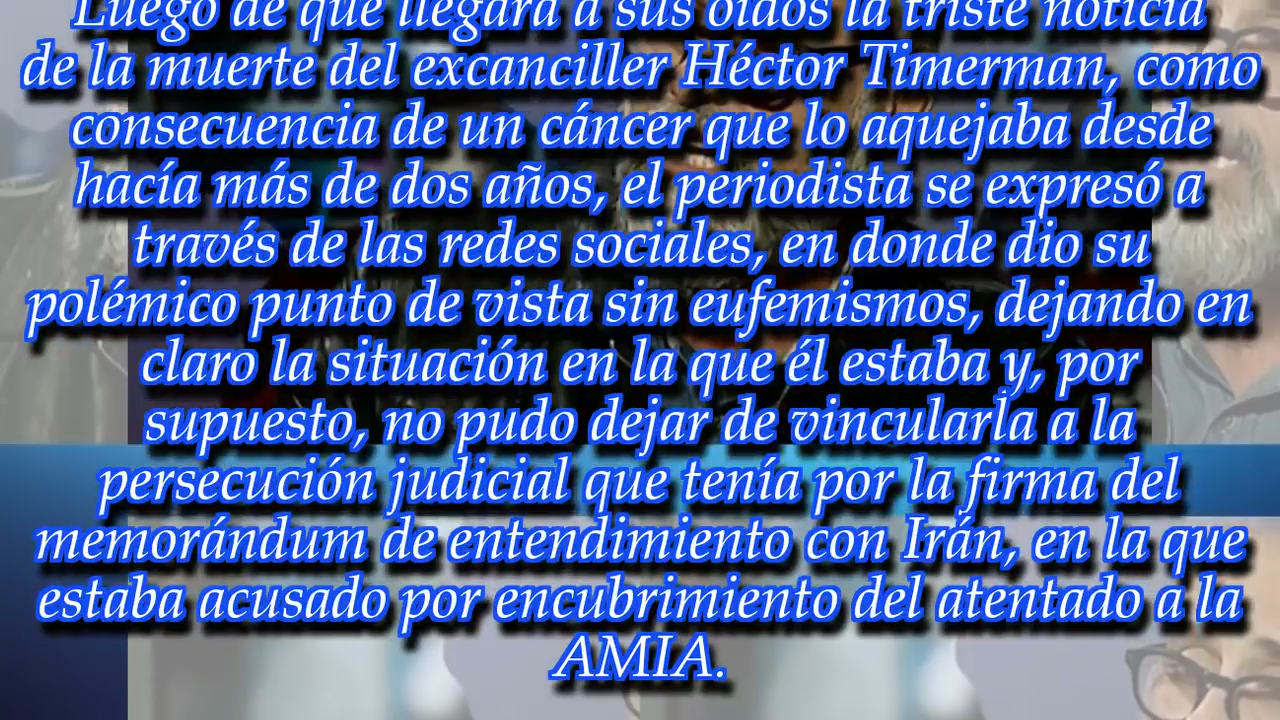 Luego de que llegara a sus oídos la triste noticia
de la muerte del excanciller Héctor Timerman, como
consecuencia de un cáncer que lo aquejaba desde
hacía más de dos años, el periodista se expresó a
través de las redes sociales, en donde dio su
polémico punto de vista sin eufemismos, dejando en
claro la situación en la que él estaba y, por
supuesto, no pudo dejar de vincularla a la
persecución judicial que tenía por la firma del
memorándum de entendimiento con Irán, en la que
estaba acusado por encubrimiento del atentado a la
AMIA.